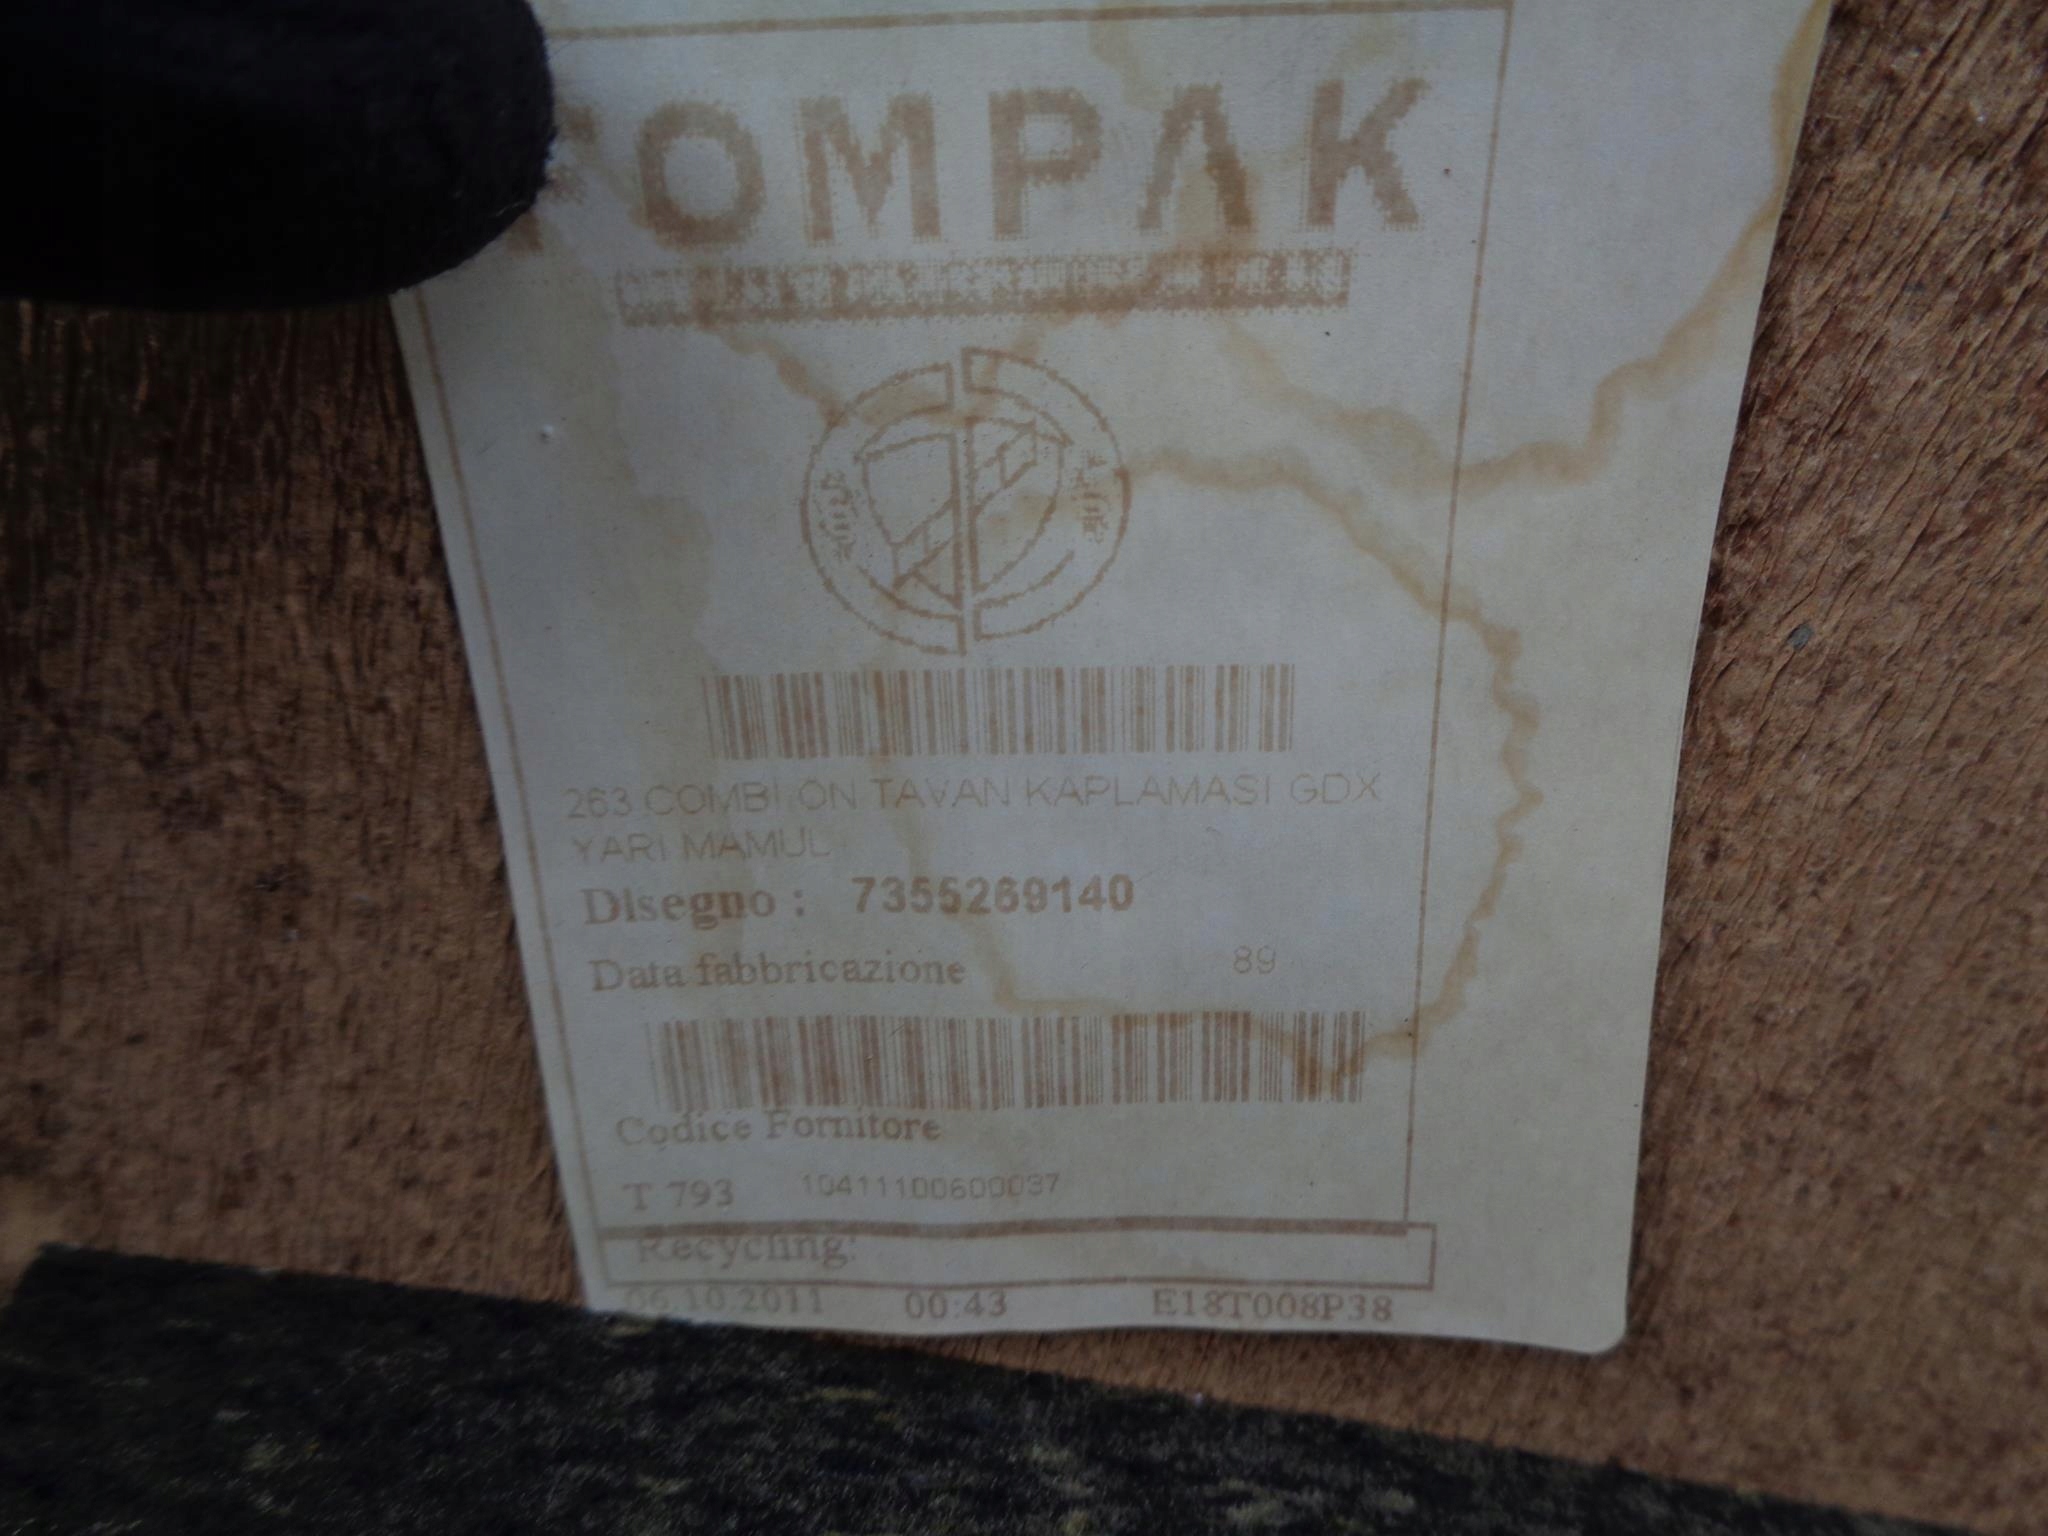 OMPAK
263 COMBI ON TAVAN KAPLAMASI GDX
YARI MAMUL
Disegno : 7355269140
Data fabbricazione 89
Codice Fornitore
T 793 10411100600037
Recycling:
06.10.2011 00:43 E18T008P38